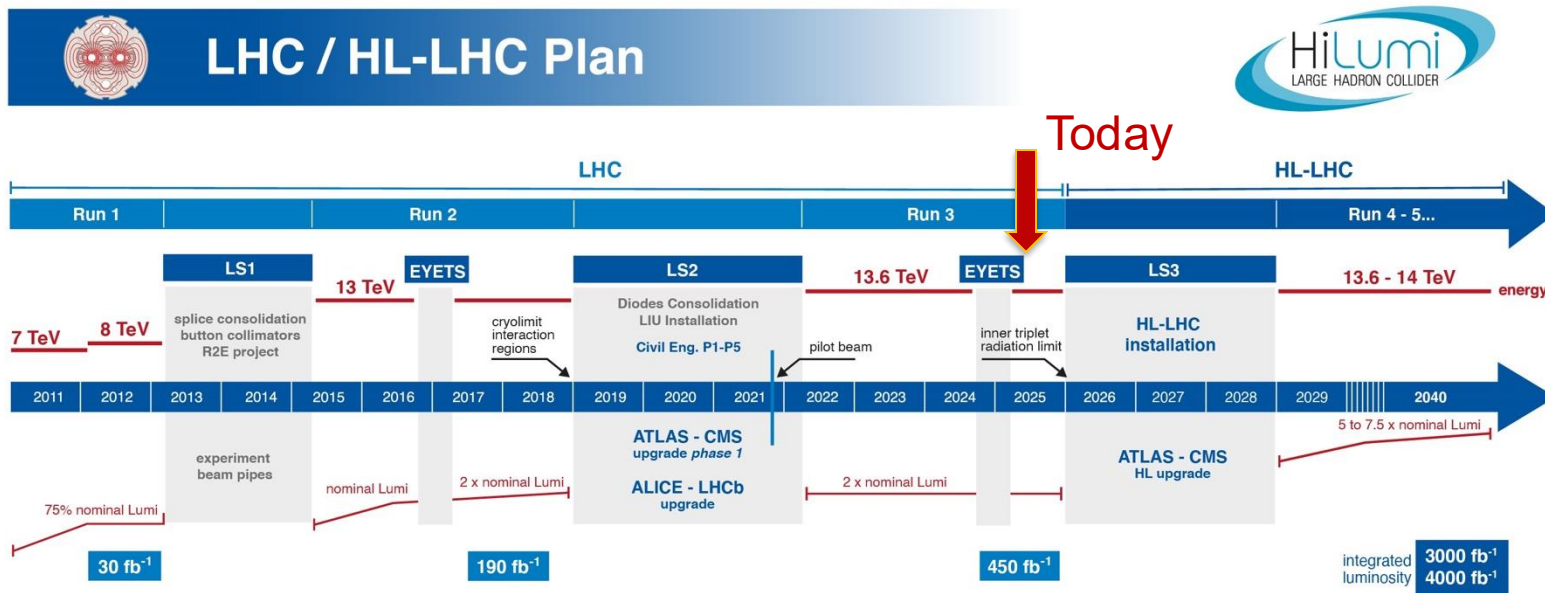 LHC / HL-LHC Plan
HiLumi
LARGE HADRON COLLIDER
Today
LHC
HL-LHC
Run 1
Run 2
Run 3
Run 4 - 5...
LS1
EYETS
LS2
EYETS
LS3
7 TeV
8 TeV
13 TeV
13.6 TeV
13.6 - 14 TeV
energy
splice consolidation
button collimators
R2E project
cryolimit
interaction
regions
Diodes Consolidation
LIU Installation
Civil Eng. P1-P5
pilot beam
inner triplet
radiation limit
HL-LHC
installation
2011
2012
2013
2014
2015
2016
2017
2018
2019
2020
2021
2022
2023
2024
2025
2026
2027
2028
2029
2040
experiment
beam pipes
ATLAS - CMS
upgrade phase 1
ALICE - LHCb
upgrade
ATLAS - CMS
HL upgrade
75% nominal Lumi
nominal Lumi
2 x nominal Lumi
2 x nominal Lumi
5 to 7.5 x nominal Lumi
30 fb⁻¹
190 fb⁻¹
450 fb⁻¹
integrated
luminosity
3000 fb⁻¹
4000 fb⁻¹